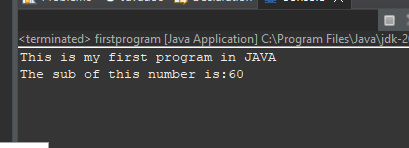 <terminated> firstprogram [Java Application] C:\Program Files\Java\jdk-20
This is my first program in JAVA
The sub of this number is:60